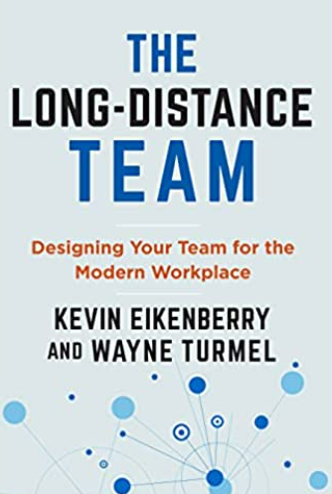 THE
LONG-DISTANCE
TEAM
Designing Your Team for the
Modern Workplace
KEVIN EIKENBERRY
AND WAYNE TURMEL